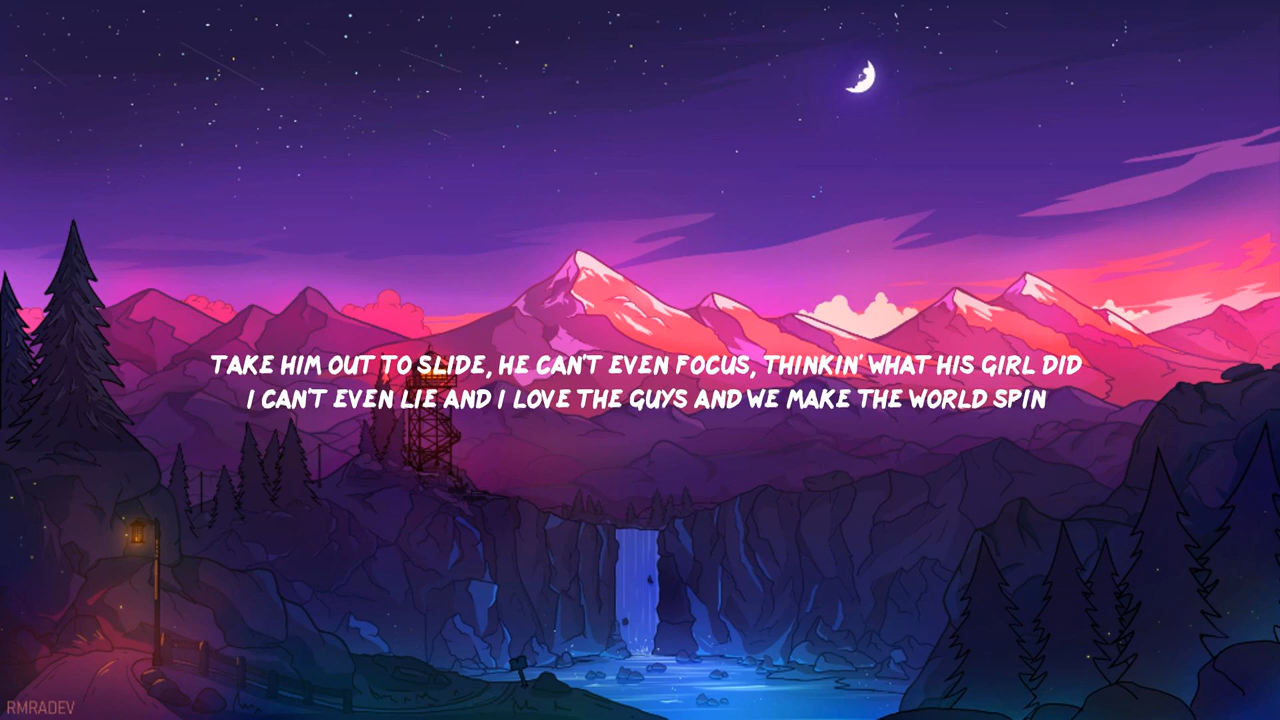 TAKE HIM OUT TO SLIDE, HE CAN'T EVEN FOCUS, THINKIN' WHAT HIS GIRL DID
I CAN'T EVEN LIE AND I LOVE THE GUYS AND WE MAKE THE WORLD SPIN
RMRADEV